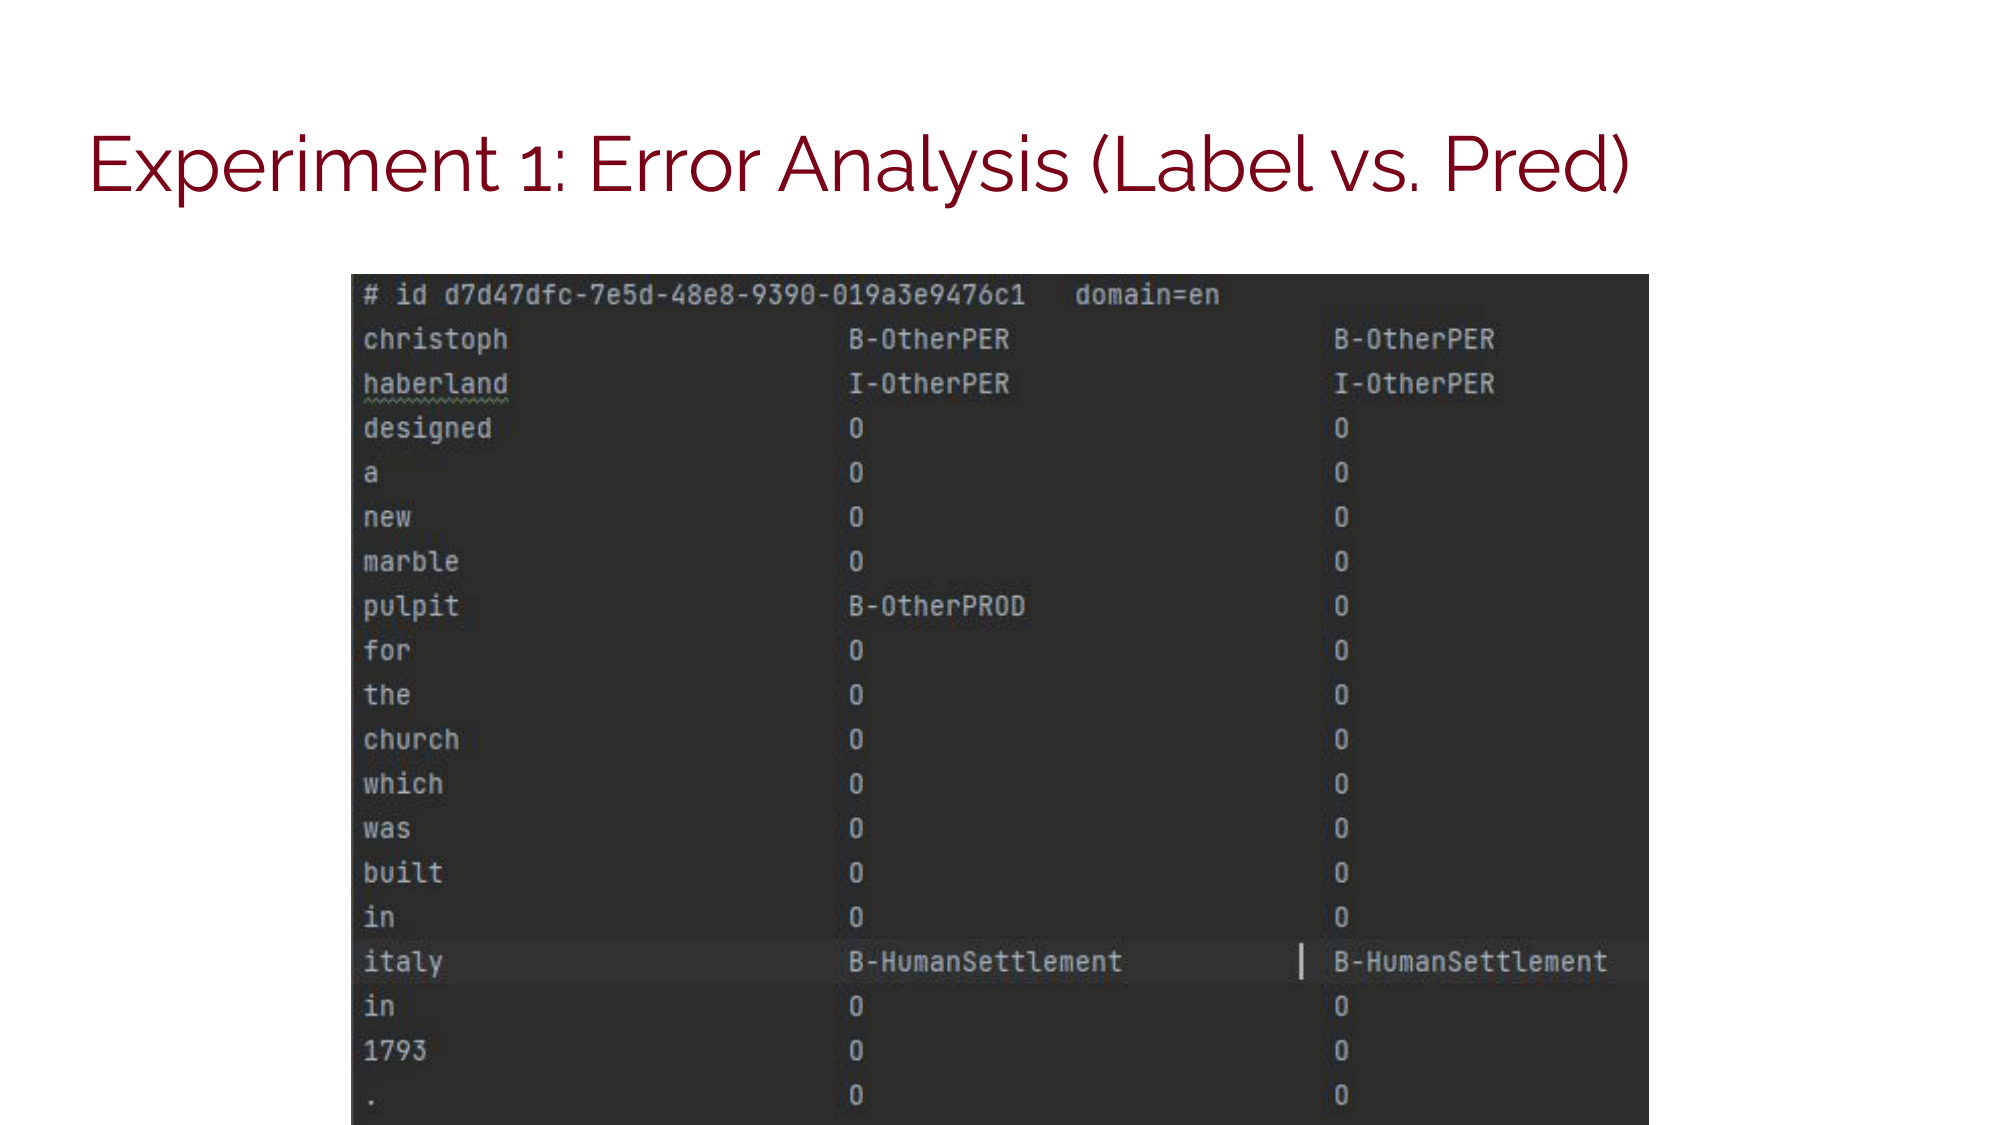 Experiment 1: Error Analysis (Label vs. Pred)
# id d7d47dfc-7e5d-48e8-9390-019a3e9476c1 domain=en
christoph B-OtherPER B-OtherPER
haberland I-OtherPER I-OtherPER
designed O O
a O O
new O O
marble O O
pulpit B-OtherPROD O
for O O
the O O
church O O
which O O
was O O
built O O
in O O
italy B-HumanSettlement B-HumanSettlement
in O O
1793 O O
. O O